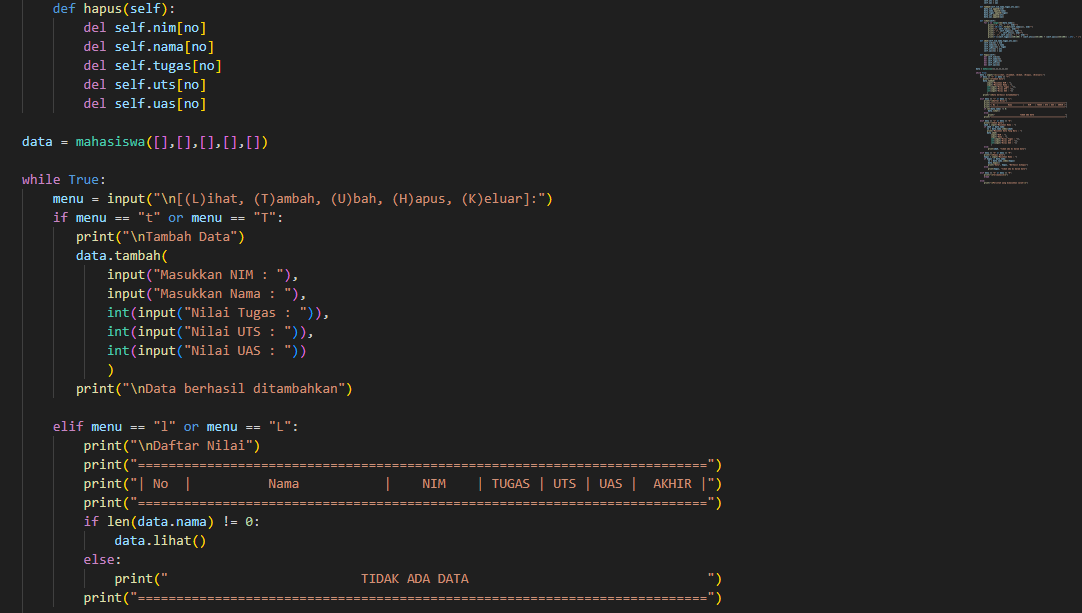 def hapus(self):
del self.nim[no]
del self.nama[no]
del self.tugas[no]
del self.uts[no]
del self.uas[no]
data = mahasiswa([],[],[],[],[])
while True:
menu = input("\n[(L)ihat, (T)ambah, (U)bah, (H)apus, (K)eluar]:")
if menu == "t" or menu == "T":
print("\nTambah Data")
data.tambah(
input("Masukkan NIM : "),
input("Masukkan Nama : "),
int(input("Nilai Tugas : ")),
int(input("Nilai UTS : ")),
int(input("Nilai UAS : "))
)
print("\nData berhasil ditambahkan")
elif menu == "l" or menu == "L":
print("\nDaftar Nilai")
print("==========================================================================")
print("| No  |          Nama           |    NIM    | TUGAS | UTS | UAS |  AKHIR |")
print("==========================================================================")
if len(data.nama) != 0:
data.lihat()
else:
print("                         TIDAK ADA DATA                               ")
print("==========================================================================")